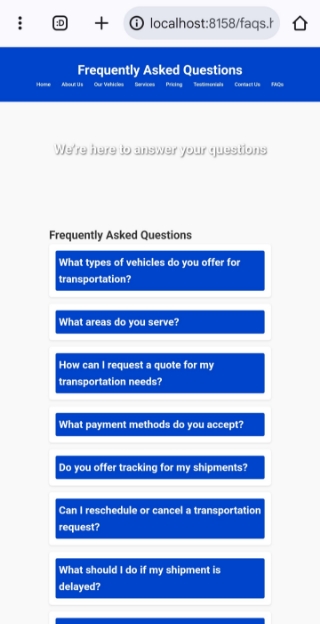 :D
localhost:8158/faqs.h
Frequently Asked Questions
Home About Us Our Vehicles Services Pricing Testimonials Contact Us FAQs
We're here to answer your questions
Frequently Asked Questions
What types of vehicles do you offer for
transportation?
What areas do you serve?
How can I request a quote for my
transportation needs?
What payment methods do you accept?
Do you offer tracking for my shipments?
Can I reschedule or cancel a transportation
request?
What should I do if my shipment is
delayed?